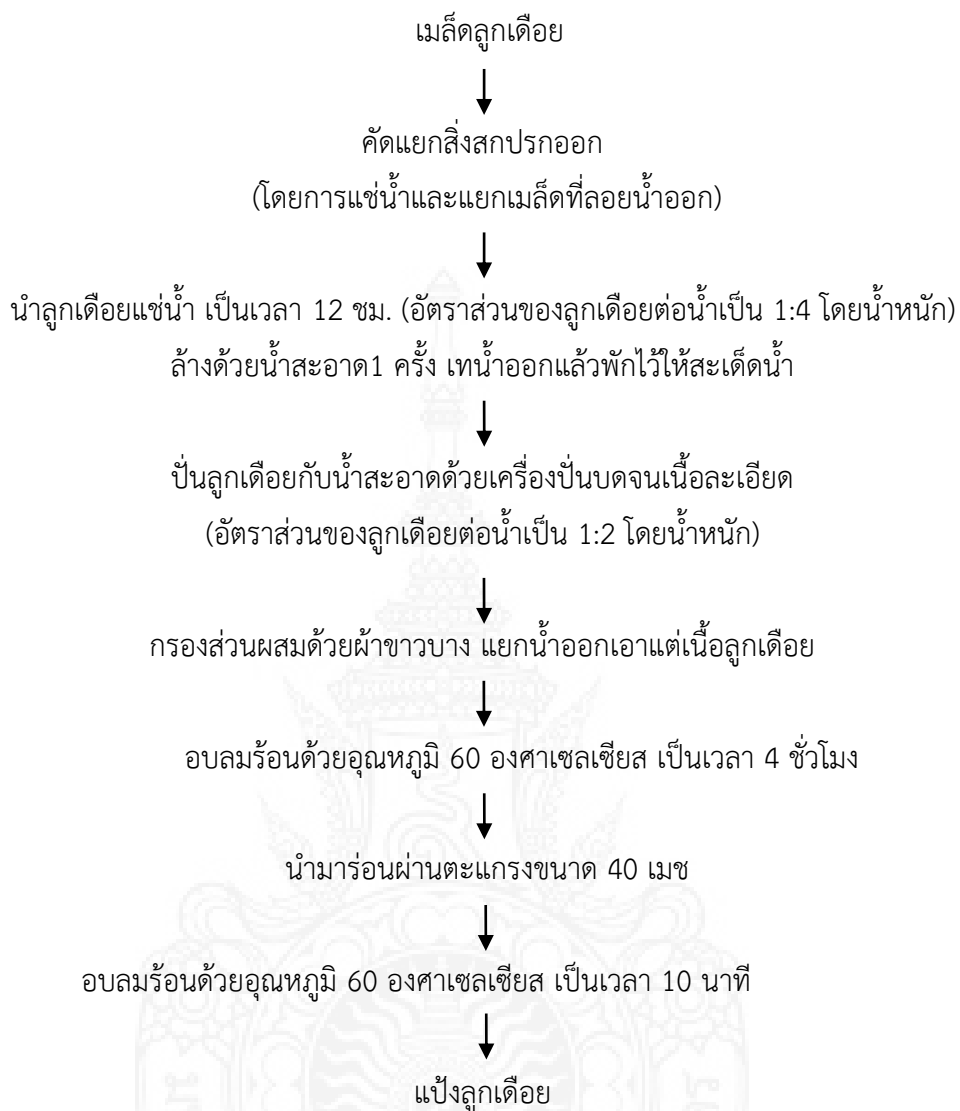 เมล็ดลูกเดือย
คัดแยกสิ่งสกปรกออก
(โดยการแช่น้ำและแยกเมล็ดที่ลอยน้ำออก)
นำลูกเดือยแช่น้ำ เป็นเวลา 12 ชม. (อัตราส่วนของลูกเดือยต่อน้ำเป็น 1:4 โดยน้ำหนัก)
ล้างด้วยน้ำสะอาด1 ครั้ง เทน้ำออกแล้วพักไว้ให้สะเด็ดน้ำ
ปั่นลูกเดือยกับน้ำสะอาดด้วยเครื่องปั่นบดจนเนื้อละเอียด
(อัตราส่วนของลูกเดือยต่อน้ำเป็น 1:2 โดยน้ำหนัก)
กรองส่วนผสมด้วยผ้าขาวบาง แยกน้ำออกเอาแต่เนื้อลูกเดือย
อบลมร้อนด้วยอุณหภูมิ 60 องศาเซลเซียส เป็นเวลา 4 ชั่วโมง
นำมาร่อนผ่านตะแกรงขนาด 40 เมช
อบลมร้อนด้วยอุณหภูมิ 60 องศาเซลเซียส เป็นเวลา 10 นาที
แป้งลูกเดือย